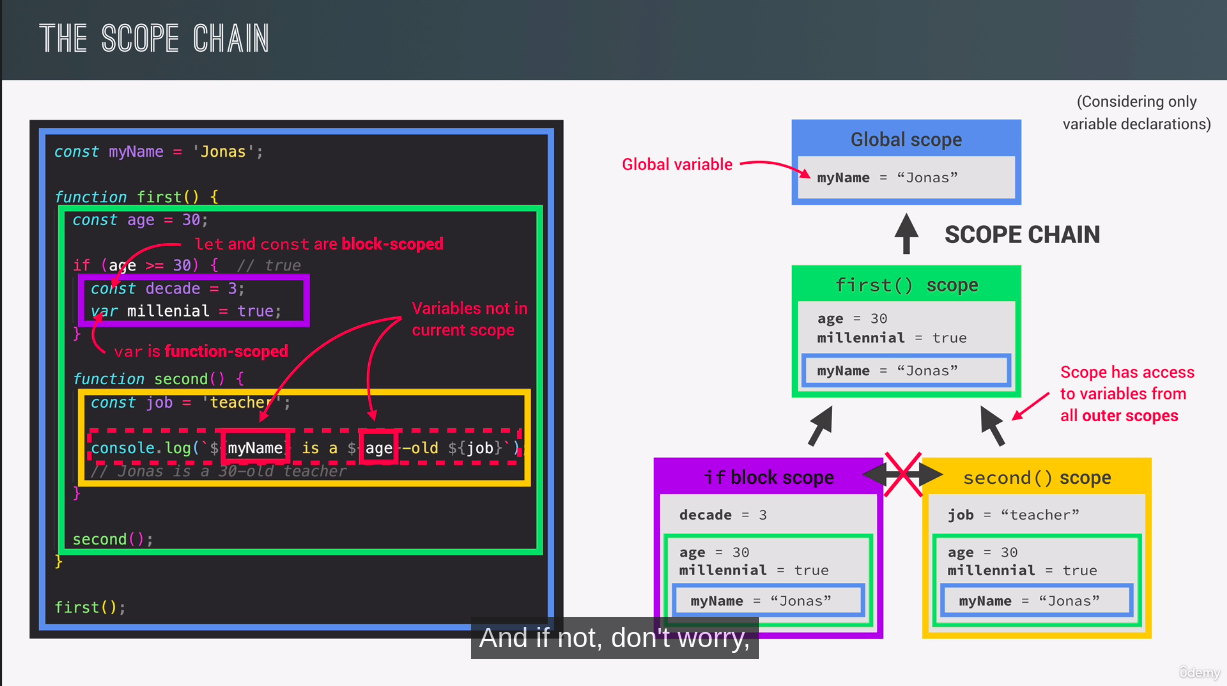 THE SCOPE CHAIN
const myName = 'Jonas';
function first() {
const age = 30;
let and const are block-scoped
if (age >= 30) { // true
const decade = 3;
var millenial = true;
}
var is function-scoped
Variables not in
current scope
function second() {
const job = 'teacher';
console.log(`${myName} is a ${age}-old ${job}`)
// Jonas is a 30-old teacher
}
second();
}
first();
(Considering only
variable declarations)
Global scope
Global variable
myName = “Jonas”
SCOPE CHAIN
first() scope
age = 30
millennial = true
myName = “Jonas”
Scope has access
to variables from
all outer scopes
if block scope
decade = 3
age = 30
millennial = true
myName = “Jonas”
second() scope
job = “teacher”
age = 30
millennial = true
myName = “Jonas”
And if not, don't worry,
ûdemy